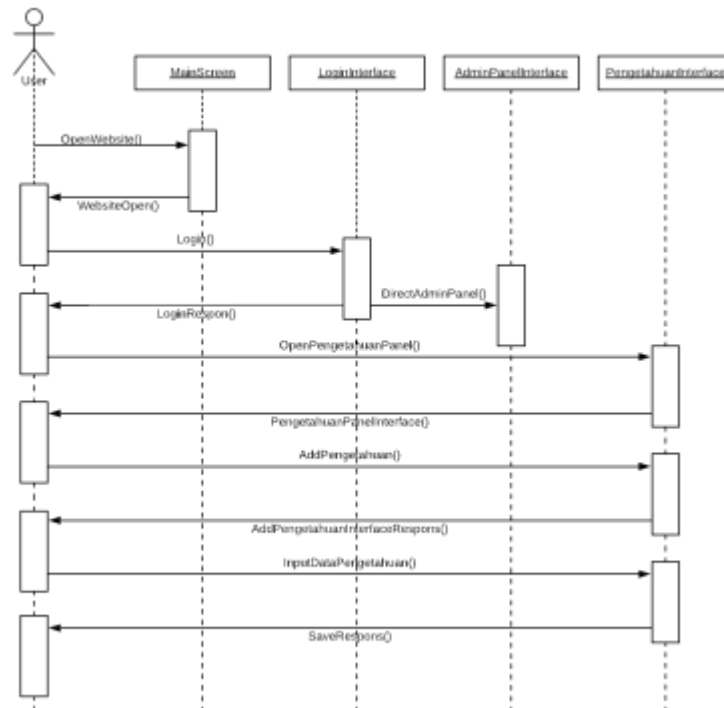 User
MainScreen
LoginInterface
AdminPanelInterface
PengetahuanInterface
OpenWebsite()
WebsiteOpen()
Login()
DirectAdminPanel()
LoginRespon()
OpenPengetahuanPanel()
PengetahuanPanelInterface()
AddPengetahuan()
AddPengetahuanInterfaceRespons()
InputDataPengetahuan()
SaveRespons()